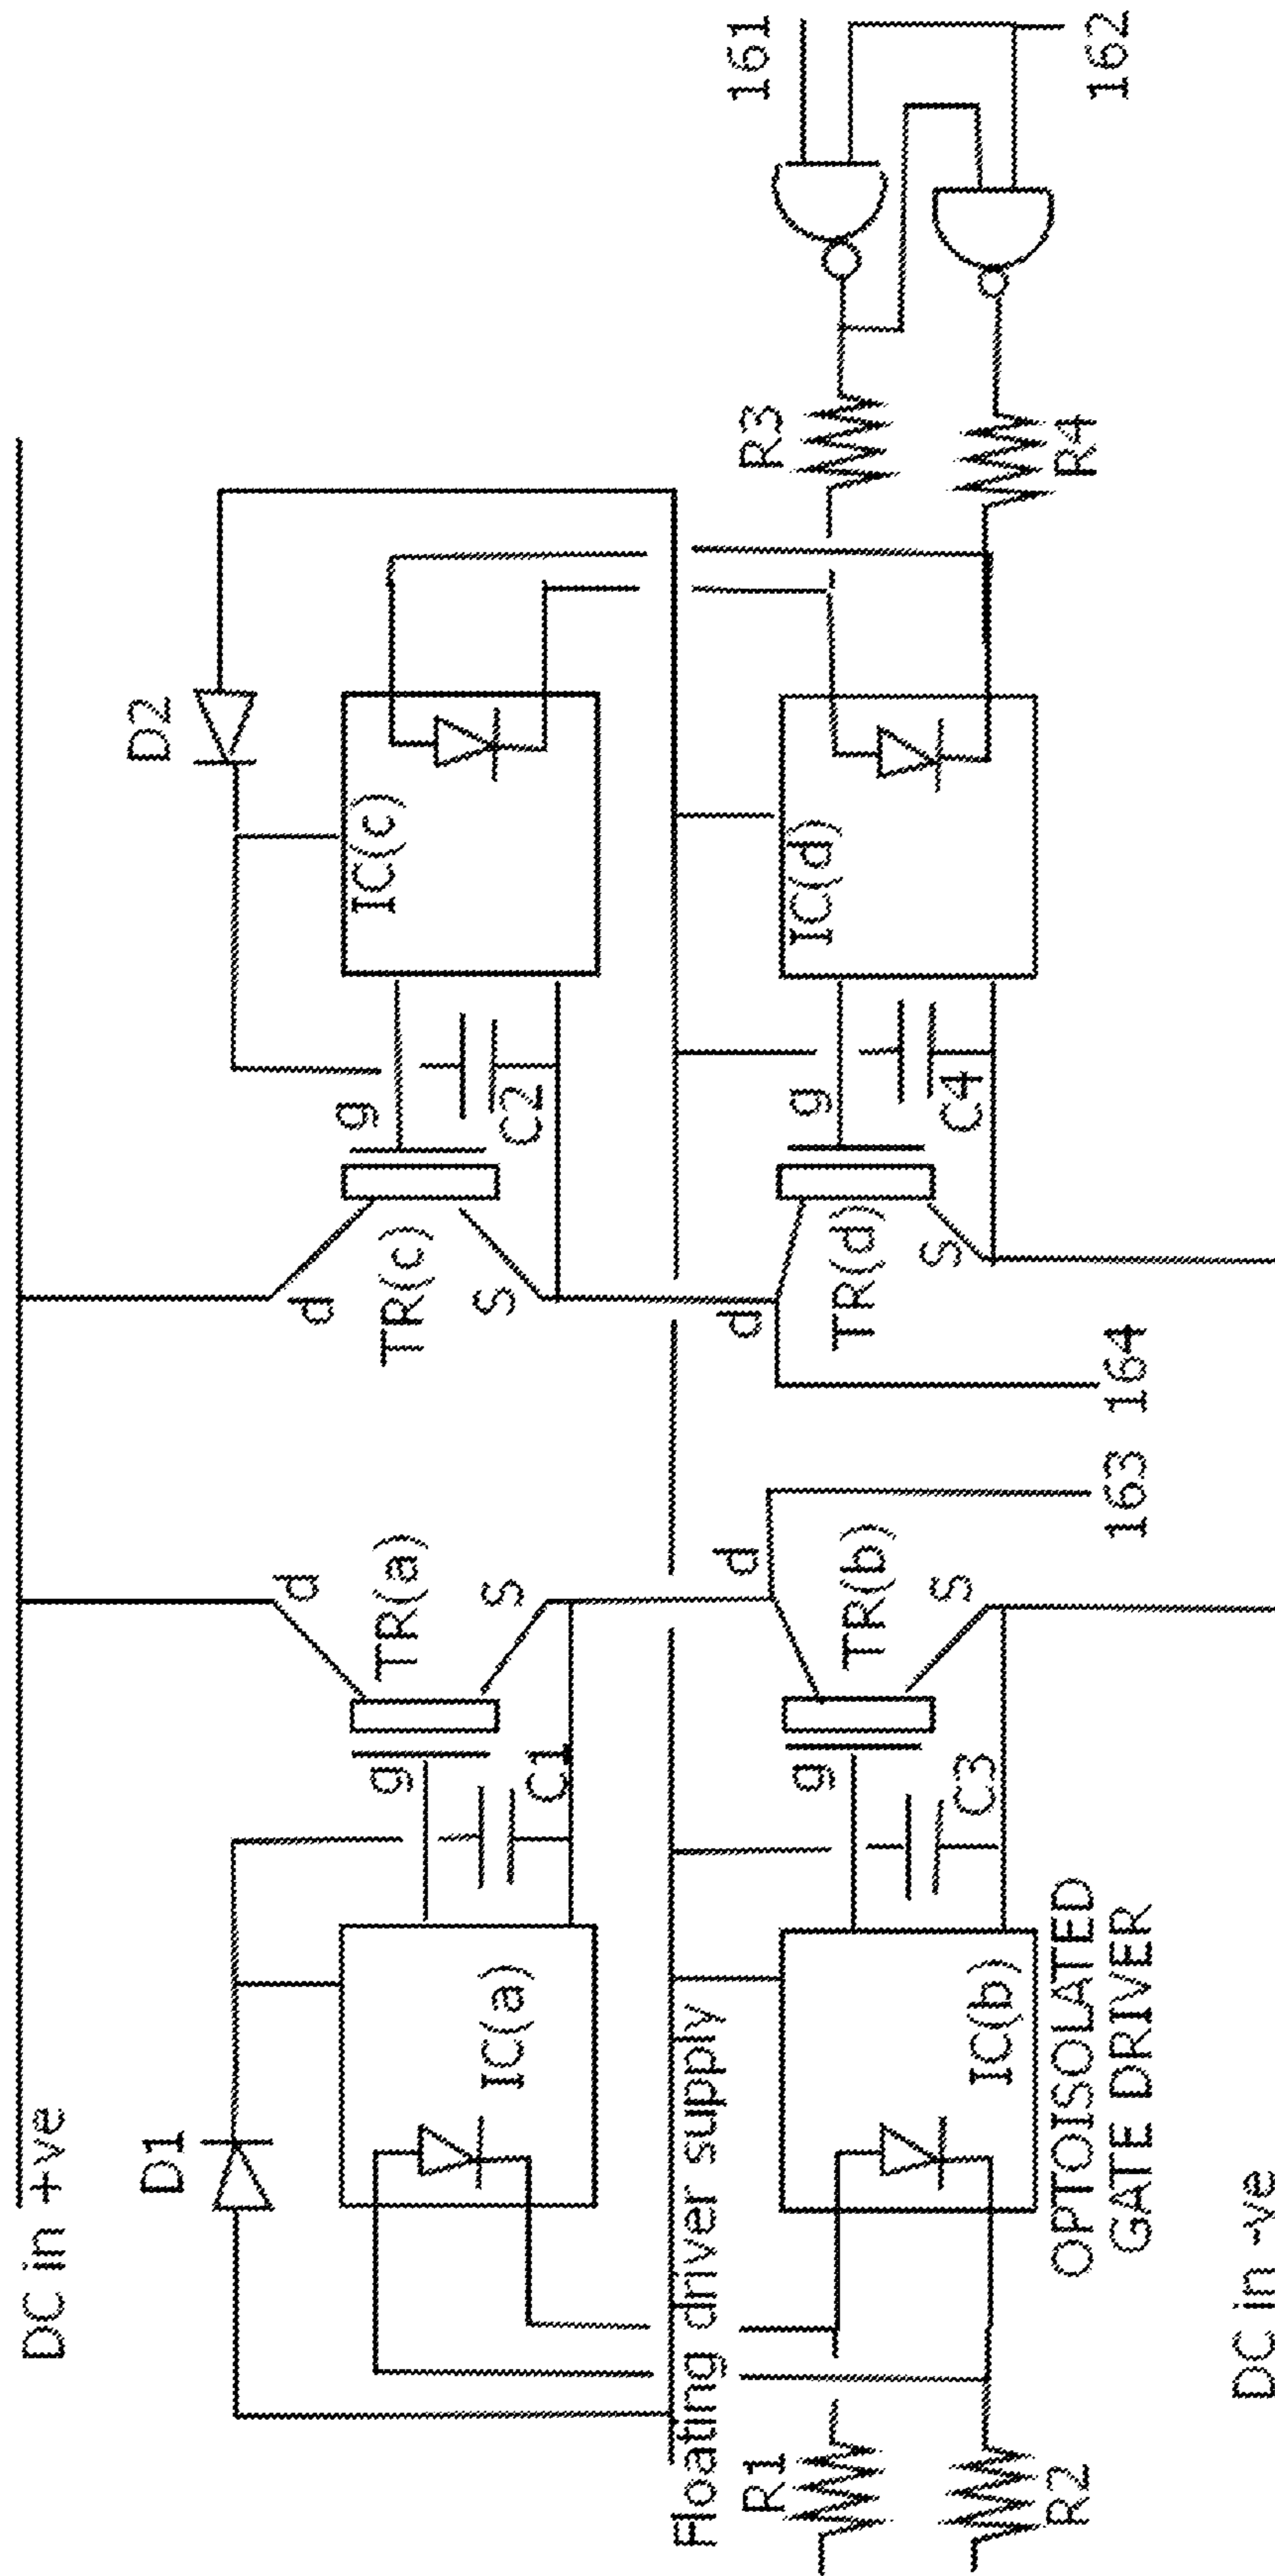 DC in +ve
D1
D2
IC(a)
C1
g
d
TR(a)
S
d
TR(c)
S
g
C2
IC(c)
Floating driver supply
R1
R2
IC(b)
OPTOISOLATED
GATE DRIVER
g
C3
d
TR(b)
S
163
164
d
TR(d)
S
g
C4
IC(d)
R3
R4
161
162
DC in -ve